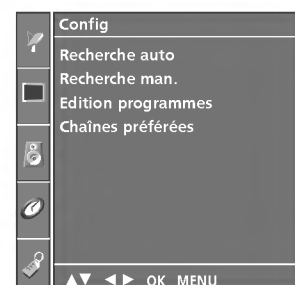 Config
Recherche auto
Recherche man.
Edition programmes
Chaînes préférées
▲▼ ◄► OK MENU